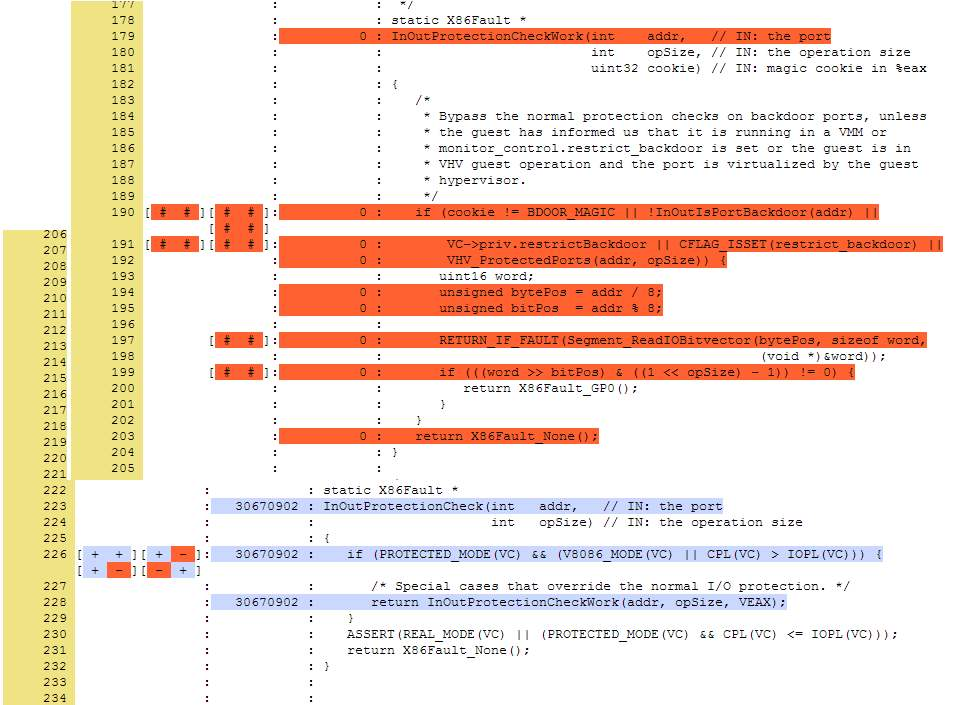 177 : : */
178 : : static X86Fault *
179 : 0 : InOutProtectionCheckWork(int addr, // IN: the port
180 : : int opSize, // IN: the operation size
181 : : uint32 cookie) // IN: magic cookie in %eax
182 : : {
183 : : /*
184 : : * Bypass the normal protection checks on backdoor ports, unless
185 : : * the guest has informed us that it is running in a VMM or
186 : : * monitor_control.restrict_backdoor is set or the guest is in
187 : : * VHV guest operation and the port is virtualized by the guest
188 : : * hypervisor.
189 : : */
190 [ # # ][ # # ]: 0 : if (cookie != BDOOR_MAGIC || !InOutIsPortBackdoor(addr) ||
[ # # ]
191 [ # # ][ # # ]: 0 : VC->priv.restrictBackdoor || CFLAG_ISSET(restrict_backdoor) ||
192 : 0 : VHV_ProtectedPorts(addr, opSize)) {
193 : : uint16 word;
194 : 0 : unsigned bytePos = addr / 8;
195 : 0 : unsigned bitPos = addr % 8;
196 : :
197 [ # # ]: 0 : RETURN_IF_FAULT(Segment_ReadIOBitvector(bytePos, sizeof word,
198 : : (void *)&word));
199 [ # # ]: 0 : if (((word >> bitPos) & ((1 << opSize) - 1)) != 0) {
200 : : return X86Fault_GP0();
201 : : }
202 : : }
203 : 0 : return X86Fault_None();
204 : : }
205 : :
206
207
208
209
210
211
212
213
214
215
216
217
218
219
220
221
222 : : static X86Fault *
223 : 30670902 : InOutProtectionCheck(int addr, // IN: the port
224 : : int opSize) // IN: the operation size
225 : : {
226 [ + + ][ + - ]: 30670902 : if (PROTECTED_MODE(VC) && (V8086_MODE(VC) || CPL(VC) > IOPL(VC))) {
[ + - ][ - + ]
227 : : /* Special cases that override the normal I/O protection. */
228 : 30670902 : return InOutProtectionCheckWork(addr, opSize, VEAX);
229 : : }
230 : : ASSERT(REAL_MODE(VC) || (PROTECTED_MODE(VC) && CPL(VC) <= IOPL(VC)));
231 : : return X86Fault_None();
232 : : }
233 : :
234 : :